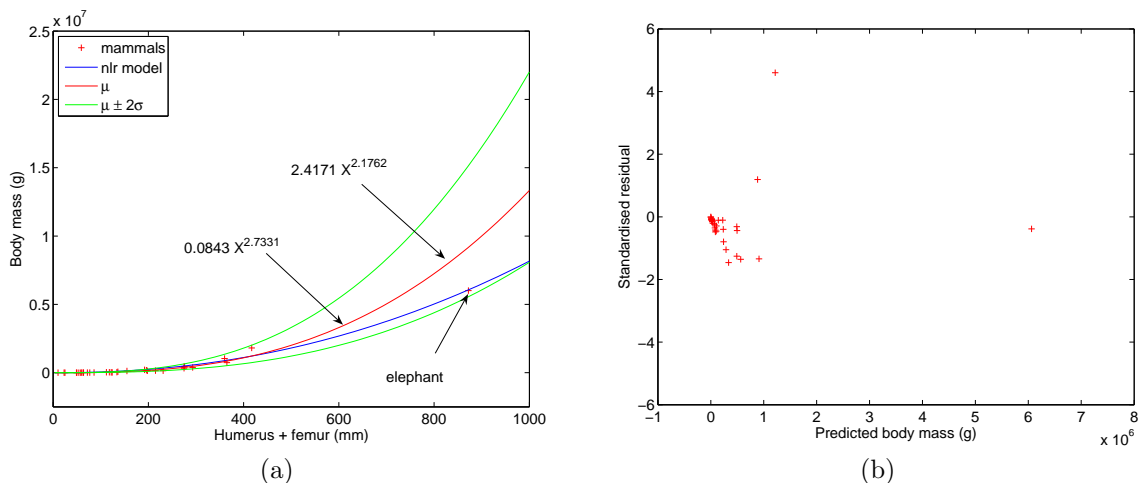 x 10^7
2.5
2
1.5
1
0.5
0
Body mass (g)
mammals
nlr model
μ
μ ± 2σ
2.4171 X^2.1762
0.0843 X^2.7331
elephant
0 200 400 600 800 1000
Humerus + femur (mm)
(a)
6
4
2
0
−2
−4
−6
Standardised residual
−1 0 1 2 3 4 5 6 7 8
Predicted body mass (g)
x 10^6
(b)